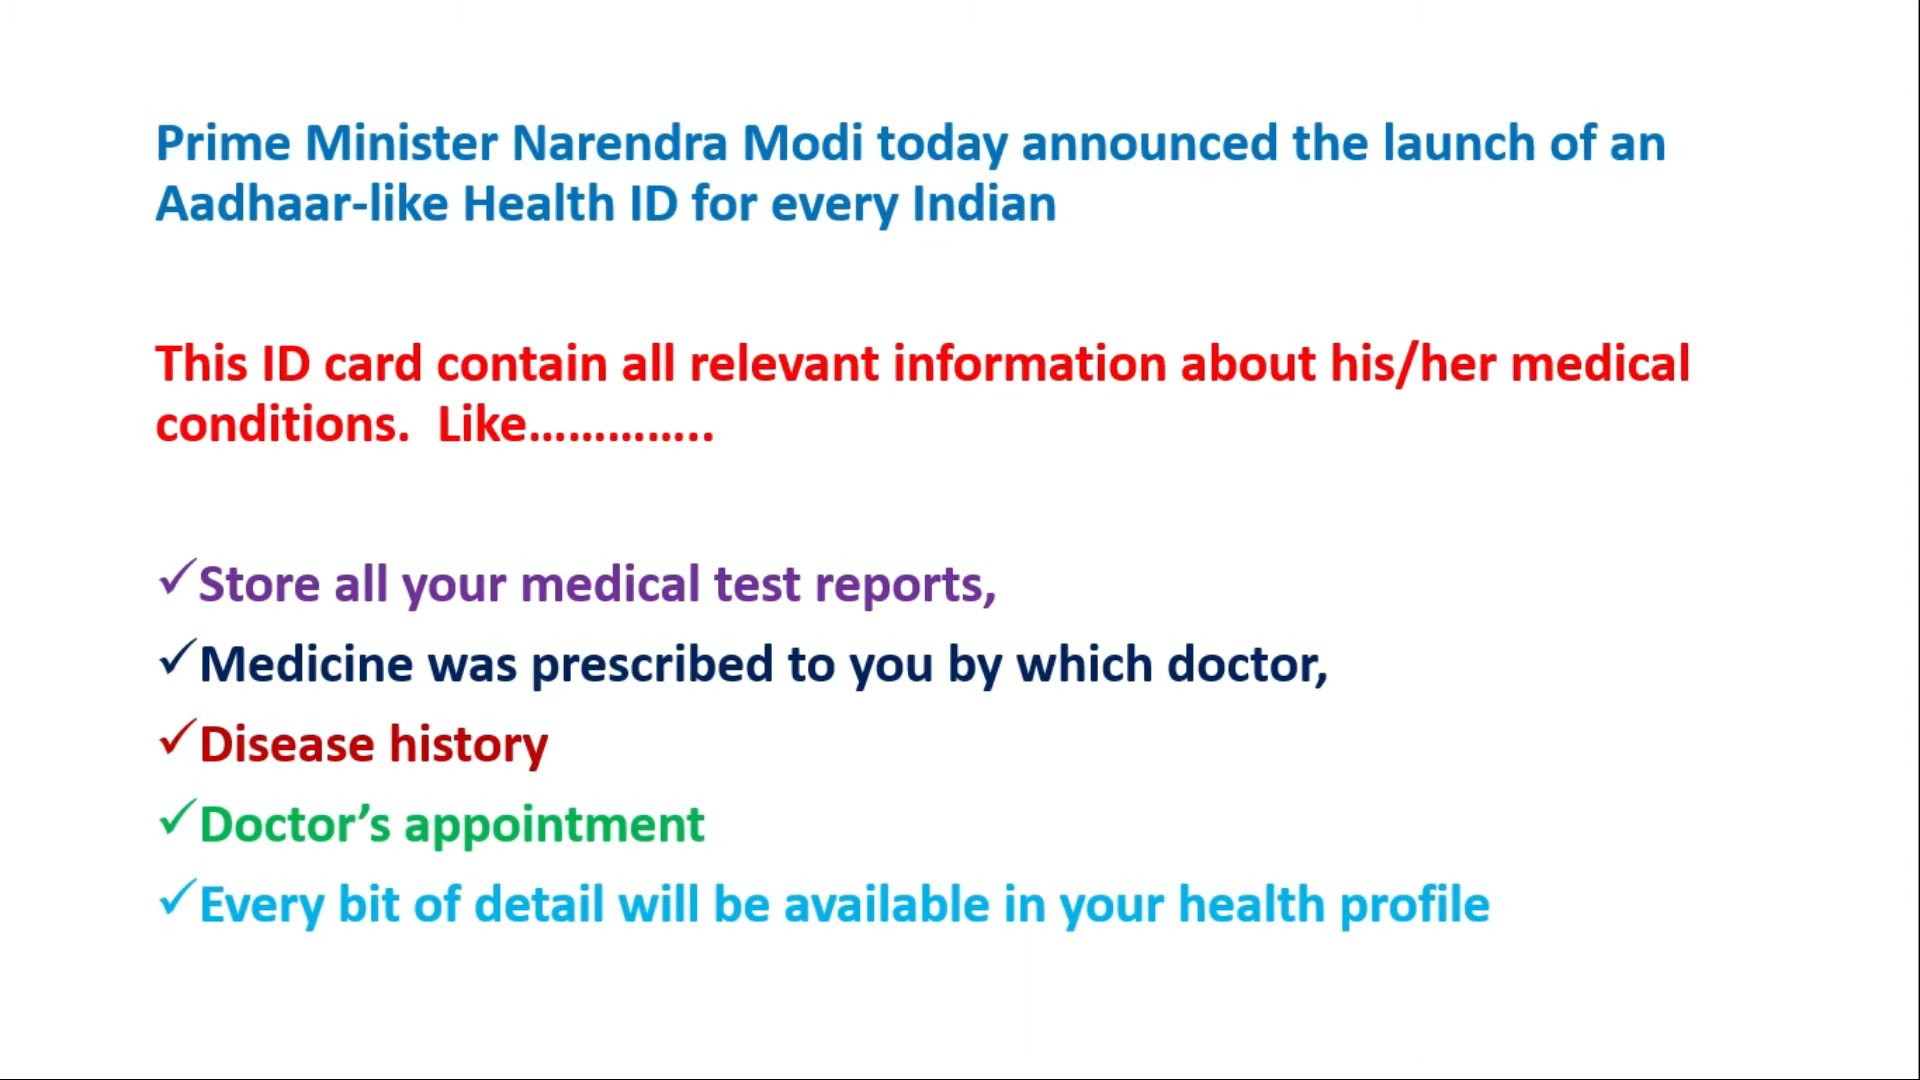 Prime Minister Narendra Modi today announced the launch of an
Aadhaar-like Health ID for every Indian
This ID card contain all relevant information about his/her medical
conditions.  Like…………..
✓Store all your medical test reports,
✓Medicine was prescribed to you by which doctor,
✓Disease history
✓Doctor’s appointment
✓Every bit of detail will be available in your health profile